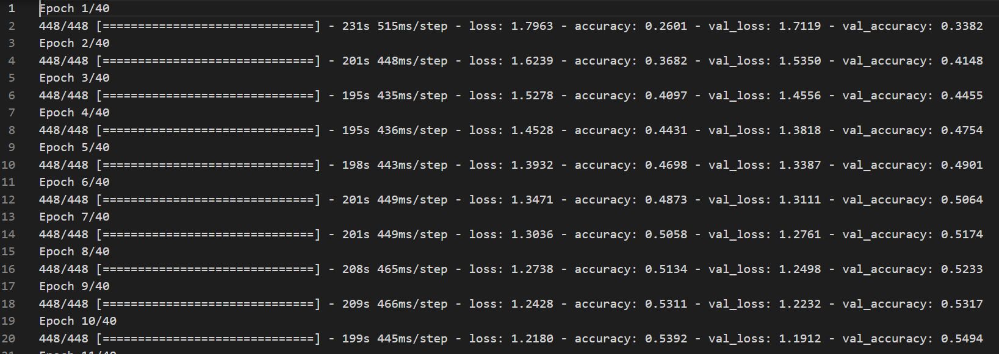 1 Epoch 1/40
2 448/448 [==============================] - 231s 515ms/step - loss: 1.7963 - accuracy: 0.2601 - val_loss: 1.7119 - val_accuracy: 0.3382
3 Epoch 2/40
4 448/448 [==============================] - 201s 448ms/step - loss: 1.6239 - accuracy: 0.3682 - val_loss: 1.5350 - val_accuracy: 0.4148
5 Epoch 3/40
6 448/448 [==============================] - 195s 435ms/step - loss: 1.5278 - accuracy: 0.4097 - val_loss: 1.4556 - val_accuracy: 0.4455
7 Epoch 4/40
8 448/448 [==============================] - 195s 436ms/step - loss: 1.4528 - accuracy: 0.4431 - val_loss: 1.3818 - val_accuracy: 0.4754
9 Epoch 5/40
10 448/448 [==============================] - 198s 443ms/step - loss: 1.3932 - accuracy: 0.4698 - val_loss: 1.3387 - val_accuracy: 0.4901
11 Epoch 6/40
12 448/448 [==============================] - 201s 449ms/step - loss: 1.3471 - accuracy: 0.4873 - val_loss: 1.3111 - val_accuracy: 0.5064
13 Epoch 7/40
14 448/448 [==============================] - 201s 449ms/step - loss: 1.3036 - accuracy: 0.5058 - val_loss: 1.2761 - val_accuracy: 0.5174
15 Epoch 8/40
16 448/448 [==============================] - 208s 465ms/step - loss: 1.2738 - accuracy: 0.5134 - val_loss: 1.2498 - val_accuracy: 0.5233
17 Epoch 9/40
18 448/448 [==============================] - 209s 466ms/step - loss: 1.2428 - accuracy: 0.5311 - val_loss: 1.2232 - val_accuracy: 0.5317
19 Epoch 10/40
20 448/448 [==============================] - 199s 445ms/step - loss: 1.2180 - accuracy: 0.5392 - val_loss: 1.1912 - val_accuracy: 0.5494